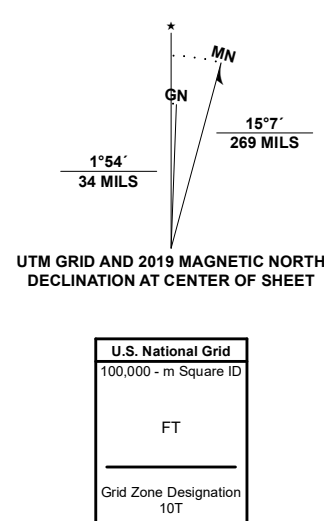 ★
MN
GN
15°7´
269 MILS
1°54´
34 MILS
UTM GRID AND 2019 MAGNETIC NORTH
DECLINATION AT CENTER OF SHEET
U.S. National Grid
100,000 - m Square ID
FT
Grid Zone Designation
10T